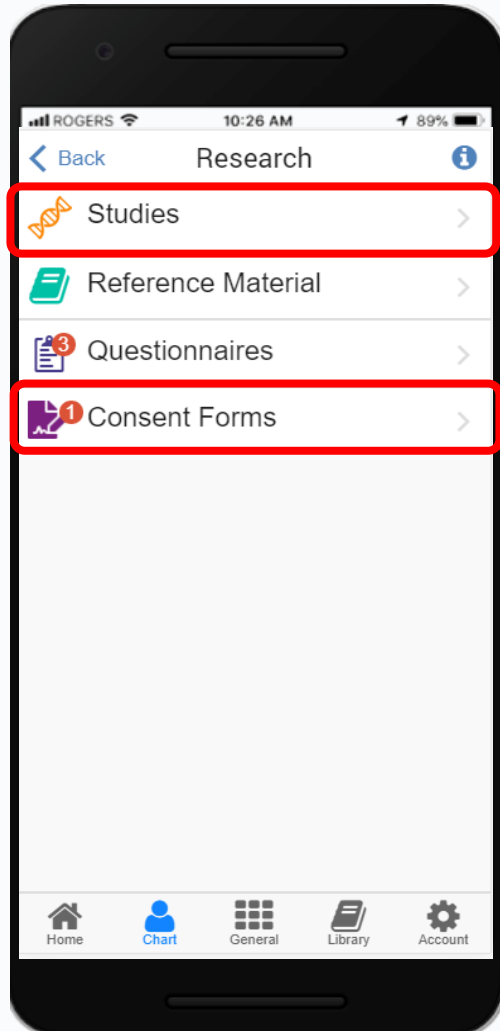 ROGERS 10:26 AM 89%
Back Research i
Studies
Reference Material
3 Questionnaires
1 Consent Forms
Home Chart General Library Account